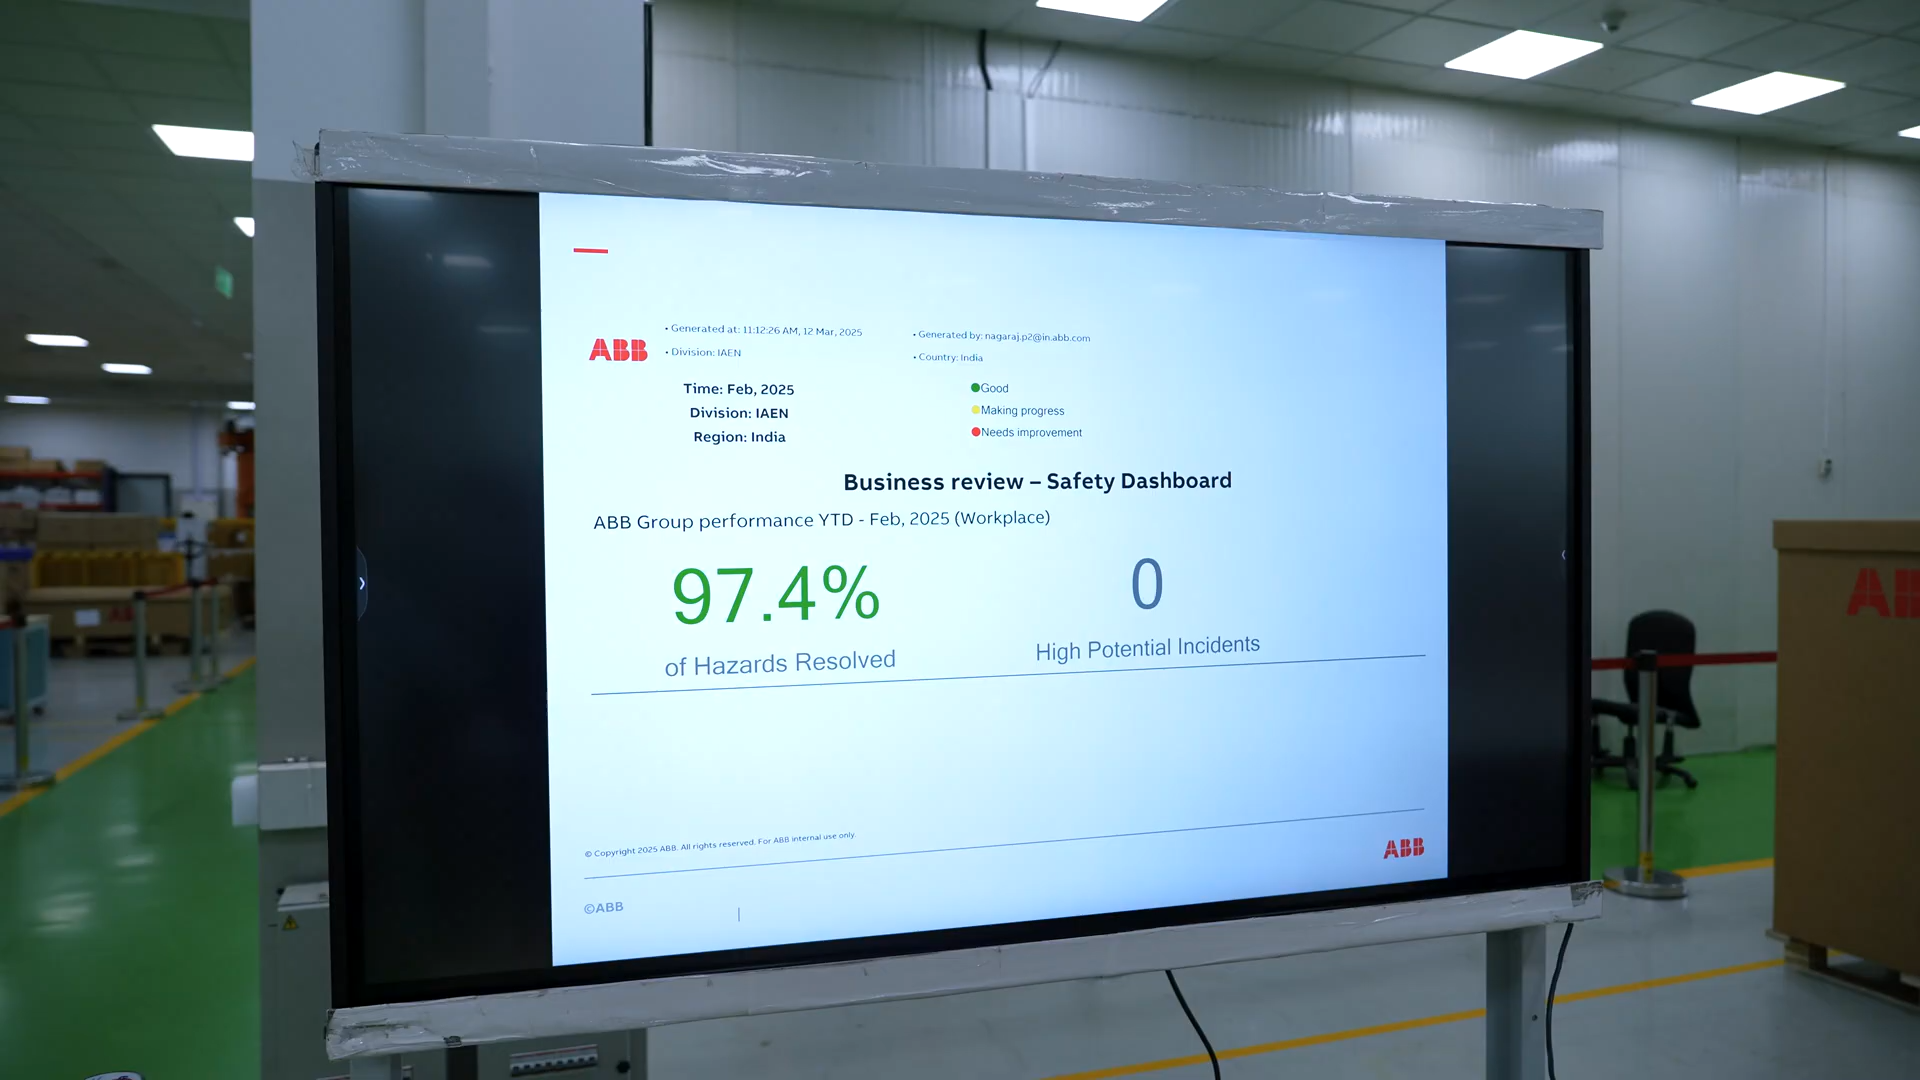 ABB
• Generated at: 11:12:26 AM, 12 Mar, 2025
• Generated by: nagaraj.p2@in.abb.com
• Division: IAEN
• Country: India
Time: Feb, 2025
Division: IAEN
Region: India
Good
Making progress
Needs improvement
Business review – Safety Dashboard
ABB Group performance YTD - Feb, 2025 (Workplace)
97.4%
of Hazards Resolved
0
High Potential Incidents
© Copyright 2025 ABB. All rights reserved. For ABB internal use only.
ABB
©ABB